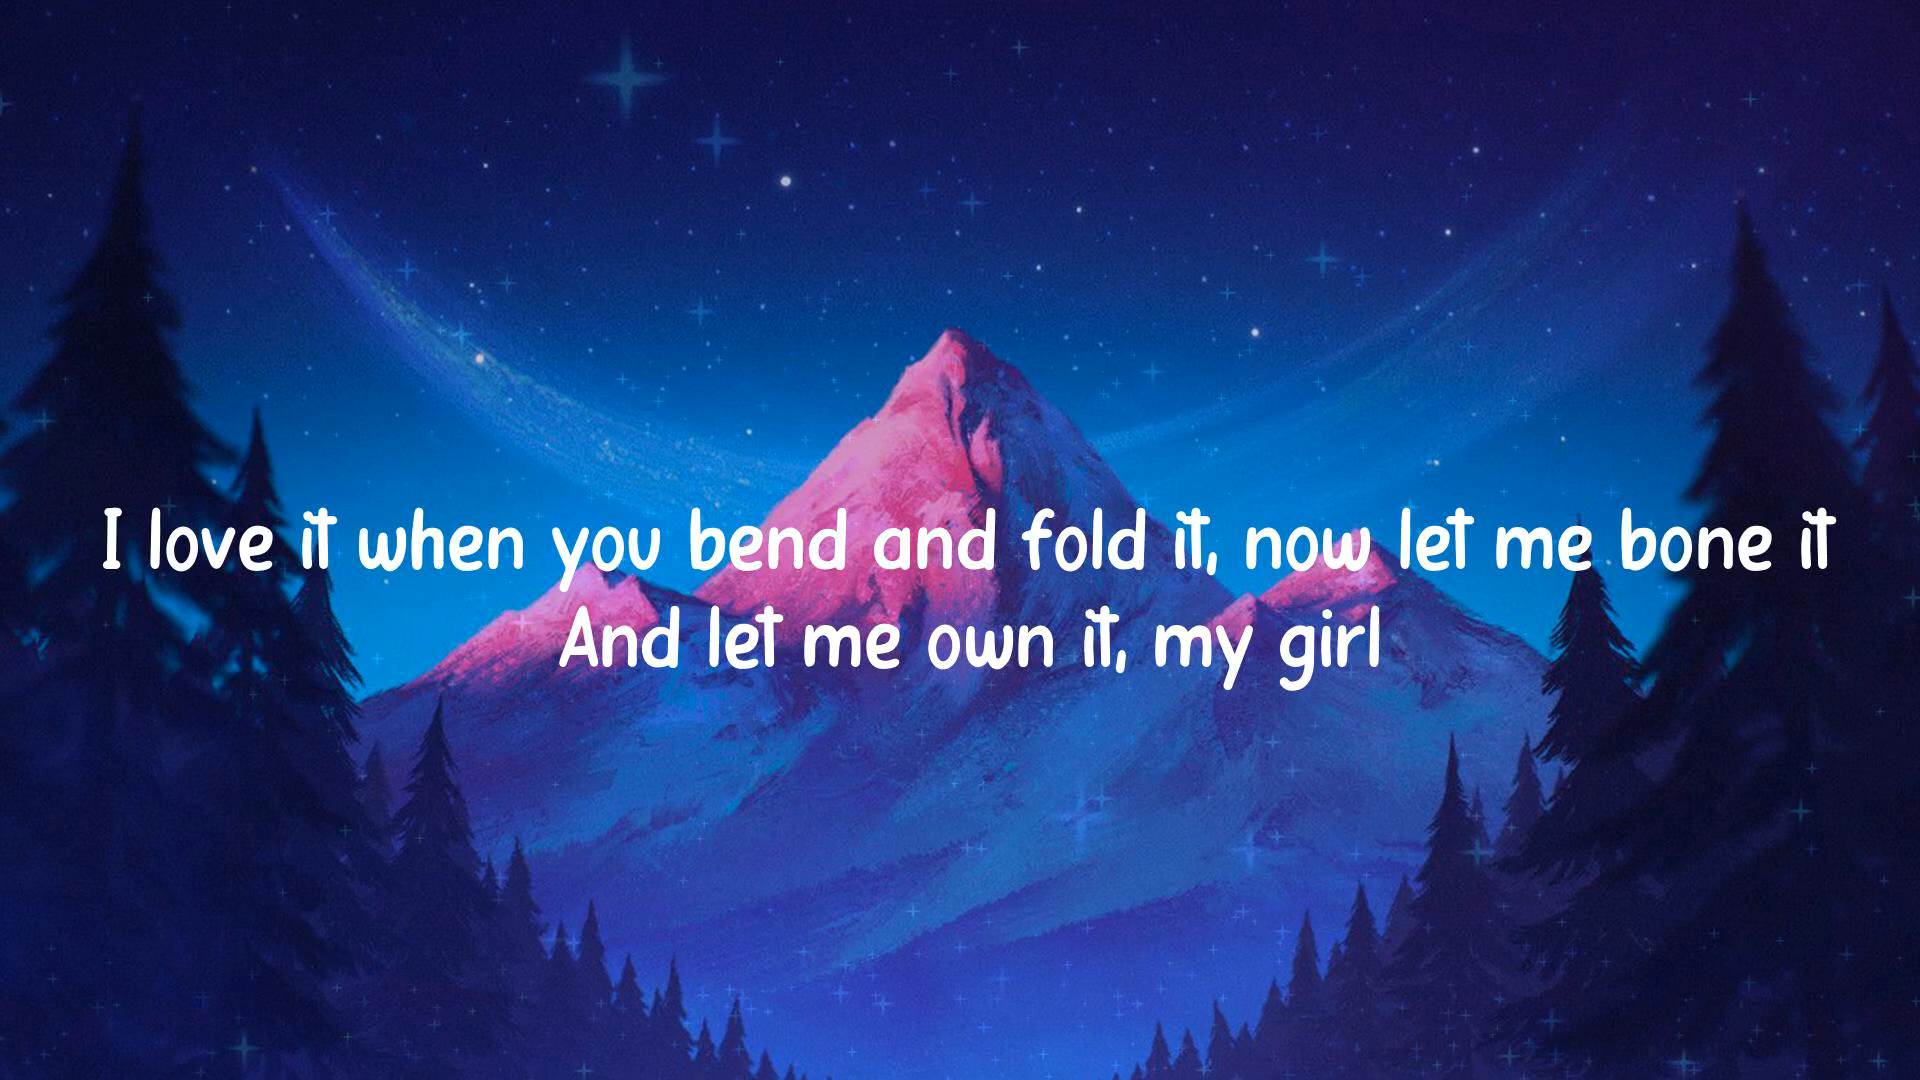 I love it when you bend and fold it, now let me bone it
And let me own it, my girl